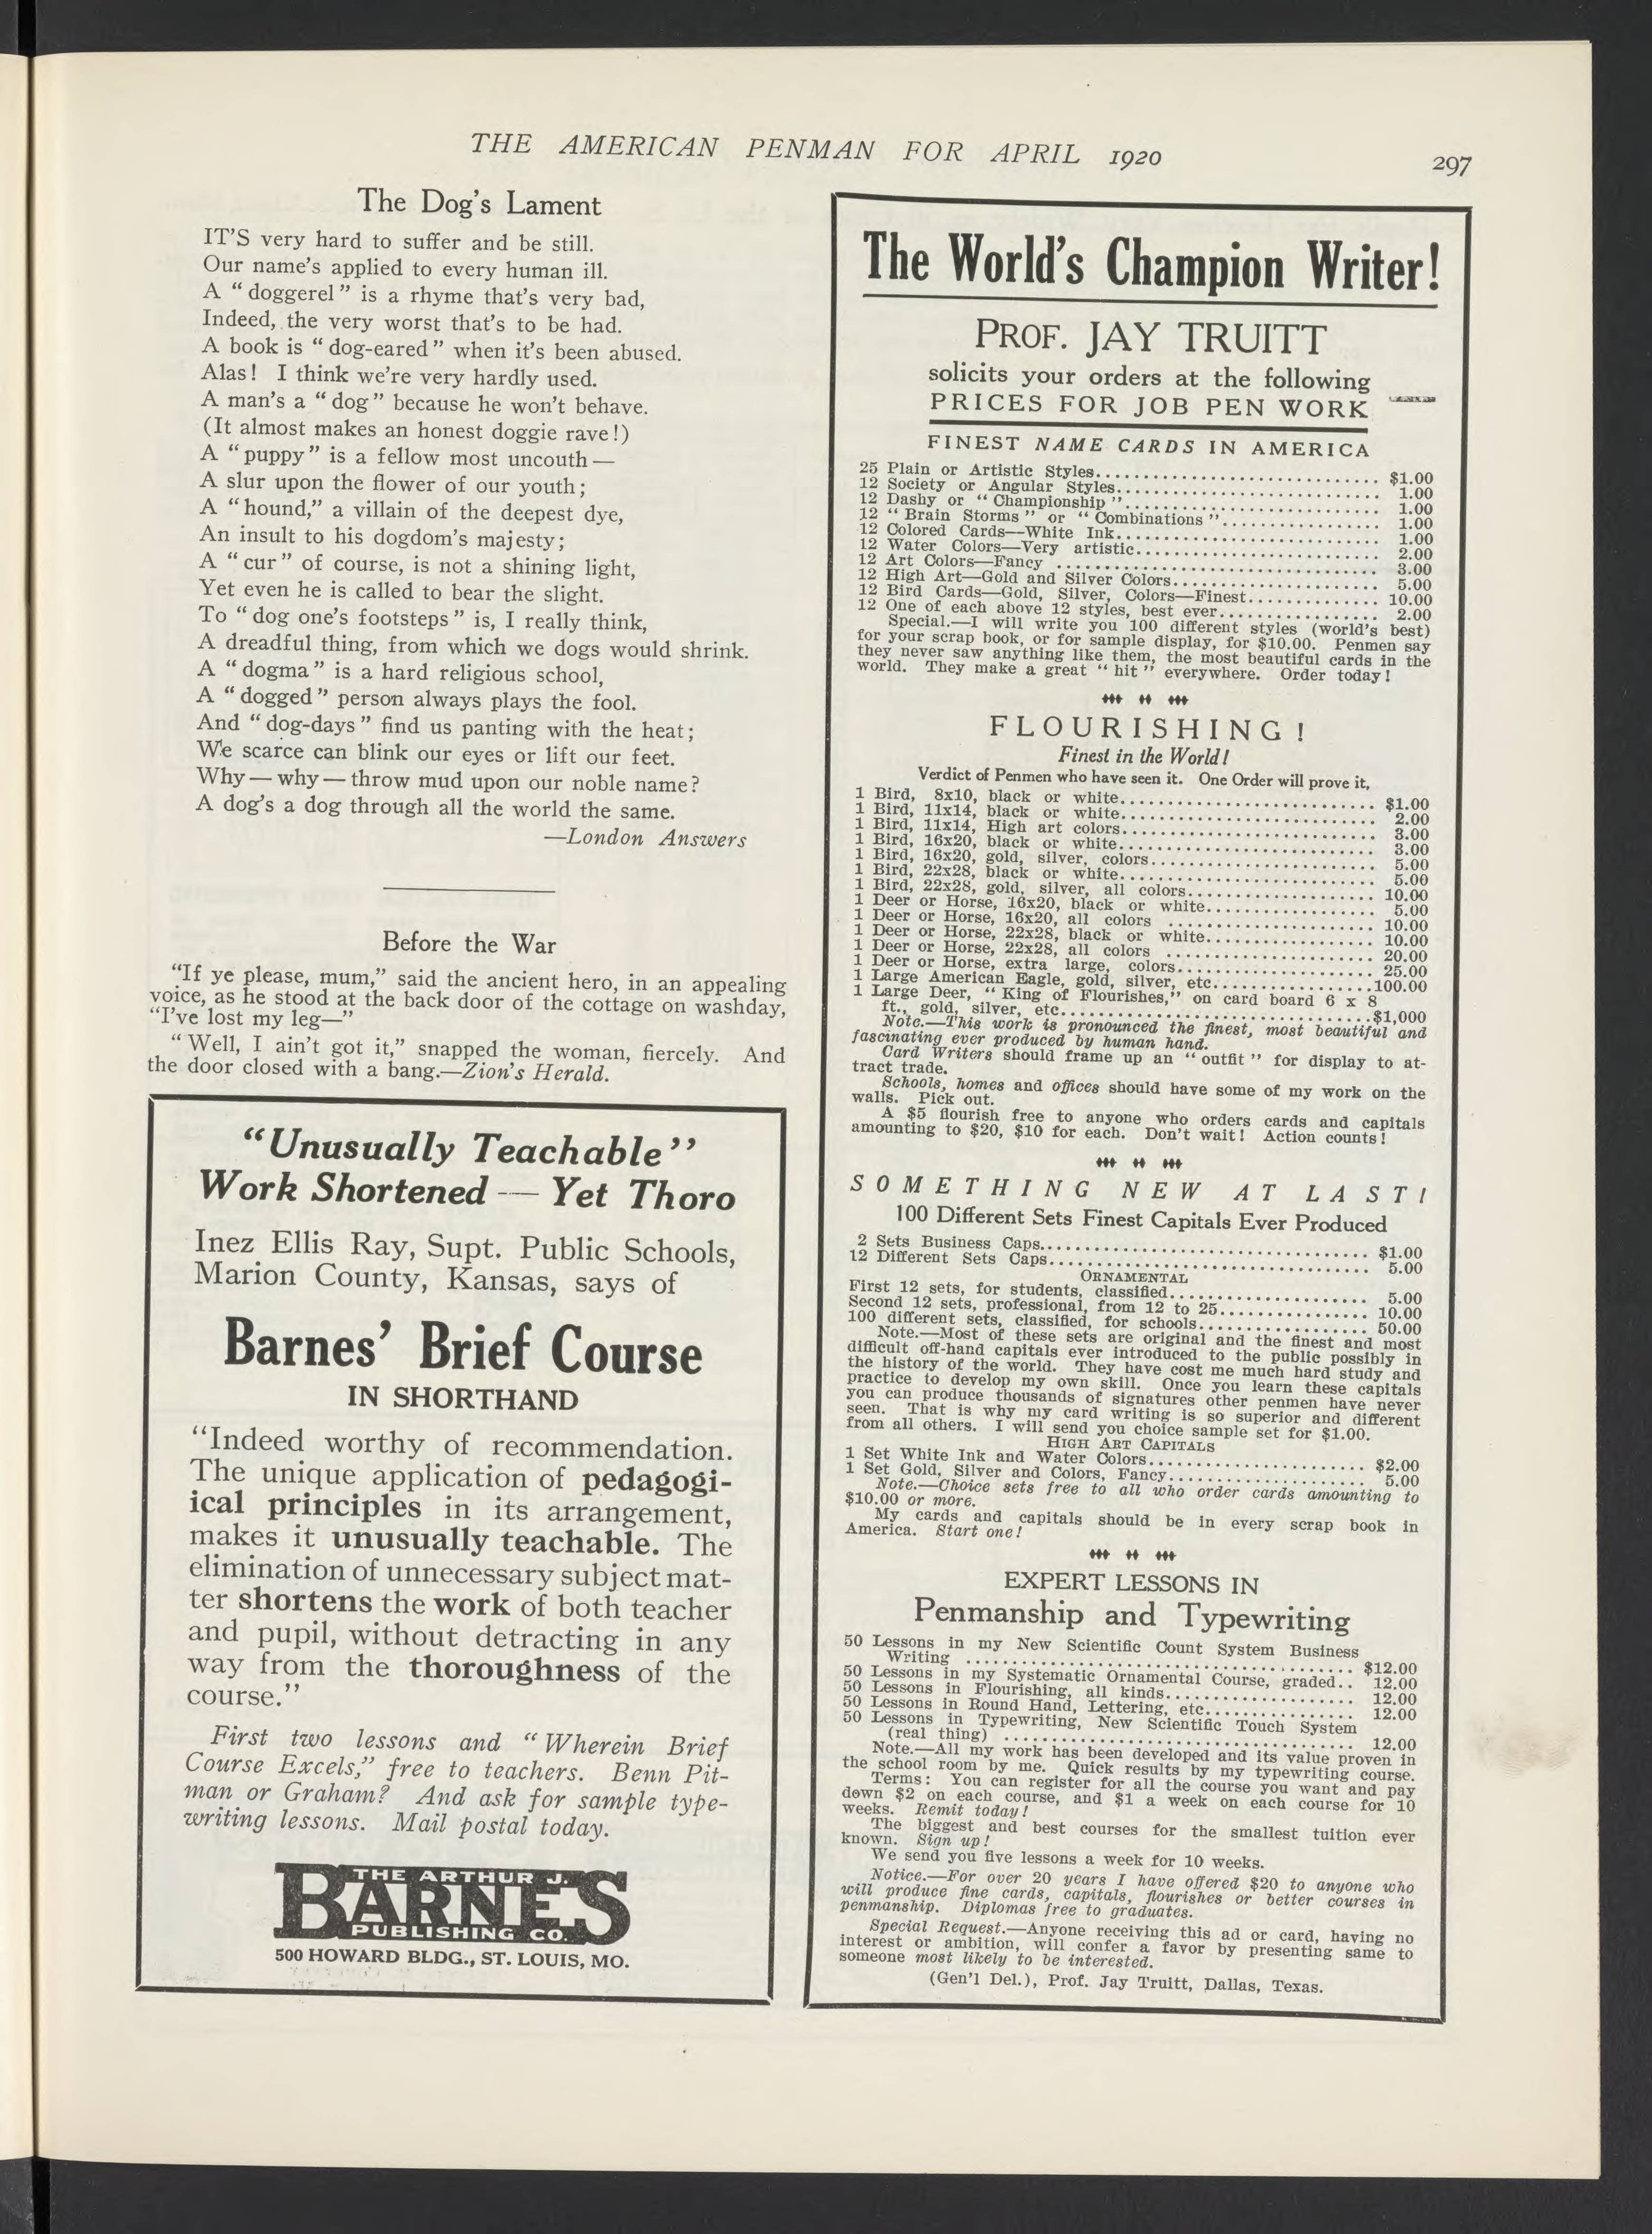 THE AMERICAN PENMAN FOR APRIL 1920
297
The Dog's Lament
IT'S very hard to suffer and be still.
Our name's applied to every human ill.
A “doggerel” is a rhyme that's very bad,
Indeed, the very worst that's to be had.
A book is “dog-eared” when it's been abused.
Alas! I think we're very hardly used.
A man's a “dog” because he won't behave.
(It almost makes an honest doggie rave!)
A “puppy” is a fellow most uncouth—
A slur upon the flower of our youth;
A “hound,” a villain of the deepest dye,
An insult to his dogdom's majesty;
A “cur” of course, is not a shining light,
Yet even he is called to bear the slight.
To “dog one's footsteps” is, I really think,
A dreadful thing, from which we dogs would shrink.
A “dogma” is a hard religious school,
A “dogged” person always plays the fool.
And “dog-days” find us panting with the heat;
We scarce can blink our eyes or lift our feet.
Why—why—throw mud upon our noble name?
A dog's a dog through all the world the same.
—London Answers
Before the War
“If ye please, mum,” said the ancient hero, in an appealing
voice, as he stood at the back door of the cottage on washday,
“I've lost my leg—”
“Well, I ain't got it,” snapped the woman, fiercely. And
the door closed with a bang.—Zion's Herald.
“Unusually Teachable”
Work Shortened — Yet Thoro
Inez Ellis Ray, Supt. Public Schools,
Marion County, Kansas, says of
Barnes' Brief Course
IN SHORTHAND
“Indeed worthy of recommendation.
The unique application of pedagogi-
ical principles in its arrangement,
makes it unusually teachable. The
elimination of unnecessary subject mat-
ter shortens the work of both teacher
and pupil, without detracting in any
way from the thoroughness of the
course.”
First two lessons and “Wherein Brief
Course Excels,” free to teachers. Benn Pit-
man or Graham? And ask for sample type-
writing lessons. Mail postal today.
THE ARTHUR J.
BARNES
PUBLISHING CO.
500 HOWARD BLDG., ST. LOUIS, MO.
The World's Champion Writer!
PROF. JAY TRUITT
solicits your orders at the following
PRICES FOR JOB PEN WORK
FINEST NAME CARDS IN AMERICA
25 Plain or Artistic Styles.................... $1.00
12 Society or Angular Styles.................... 1.00
12 Dashy or “Championship”.................... 1.00
12 “Brain Storms” or “Combinations”.................... 1.00
12 Colored Cards—White Ink.................... 1.00
12 Water Colors—Very artistic.................... 2.00
12 Art Colors—Fancy .................... 3.00
12 High Art—Gold and Silver Colors.................... 5.00
12 Bird Cards—Gold, Silver, Colors—Finest.................... 10.00
12 One of each above 12 styles, best ever.................... 2.00
Special.—I will write you 100 different styles (world's best)
for your scrap book, or for sample display, for $10.00. Penmen say
they never saw anything like them, the most beautiful cards in the
world. They make a great “hit” everywhere. Order today!
FLOURISHING!
Finest in the World!
Verdict of Penmen who have seen it. One Order will prove it,
1 Bird, 8x10, black or white.................... $1.00
1 Bird, 11x14, black or white.................... 2.00
1 Bird, 11x14, High art colors.................... 3.00
1 Bird, 16x20, black or white.................... 3.00
1 Bird, 16x20, gold, silver, colors.................... 5.00
1 Bird, 22x28, black or white.................... 5.00
1 Bird, 22x28, gold, silver, all colors.................... 10.00
1 Deer or Horse, 16x20, black or white.................... 5.00
1 Deer or Horse, 16x20, all colors .................... 10.00
1 Deer or Horse, 22x28, black or white.................... 10.00
1 Deer or Horse, 22x28, all colors .................... 20.00
1 Deer or Horse, extra large, colors.................... 25.00
1 Large American Eagle, gold, silver, etc....................100.00
1 Large Deer, “King of Flourishes,” on card board 6 x 8
ft., gold, silver, etc....................$1,000
Note.—This work is pronounced the finest, most beautiful and
fascinating ever produced by human hand.
Card Writers should frame up an “outfit” for display to at-
tract trade.
Schools, homes and offices should have some of my work on the
walls. Pick out.
A $5 flourish free to anyone who orders cards and capitals
amounting to $20, $10 for each. Don't wait! Action counts!
SOMETHING NEW AT LAST!
100 Different Sets Finest Capitals Ever Produced
2 Sets Business Caps.................... $1.00
12 Different Sets Caps.................... 5.00
ORNAMENTAL
First 12 sets, for students, classified.................... 5.00
Second 12 sets, professional, from 12 to 25.................... 10.00
100 different sets, classified, for schools.................... 50.00
Note.—Most of these sets are original and the finest and most
difficult off-hand capitals ever introduced to the public possibly in
the history of the world. They have cost me much hard study and
practice to develop my own skill. Once you learn these capitals
you can produce thousands of signatures other penmen have never
seen. That is why my card writing is so superior and different
from all others. I will send you choice sample set for $1.00.
HIGH ART CAPITALS
1 Set White Ink and Water Colors.................... $2.00
1 Set Gold, Silver and Colors, Fancy.................... 5.00
Note.—Choice sets free to all who order cards amounting to
$10.00 or more.
My cards and capitals should be in every scrap book in
America. Start one!
EXPERT LESSONS IN
Penmanship and Typewriting
50 Lessons in my New Scientific Count System Business
Writing .................... $12.00
50 Lessons in my Systematic Ornamental Course, graded.. 12.00
50 Lessons in Flourishing, all kinds.................... 12.00
50 Lessons in Round Hand, Lettering, etc.................... 12.00
50 Lessons in Typewriting, New Scientific Touch System
(real thing) .................... 12.00
Note.—All my work has been developed and its value proven in
the school room by me. Quick results by my typewriting course.
Terms: You can register for all the course you want and pay
down $2 on each course, and $1 a week on each course for 10
weeks. Remit today!
The biggest and best courses for the smallest tuition ever
known. Sign up!
We send you five lessons a week for 10 weeks.
Notice.—For over 20 years I have offered $20 to anyone who
will produce fine cards, capitals, flourishes or better courses in
penmanship. Diplomas free to graduates.
Special Request.—Anyone receiving this ad or card, having no
interest or ambition, will confer a favor by presenting same to
someone most likely to be interested.
(Gen'l Del.), Prof. Jay Truitt, Dallas, Texas.